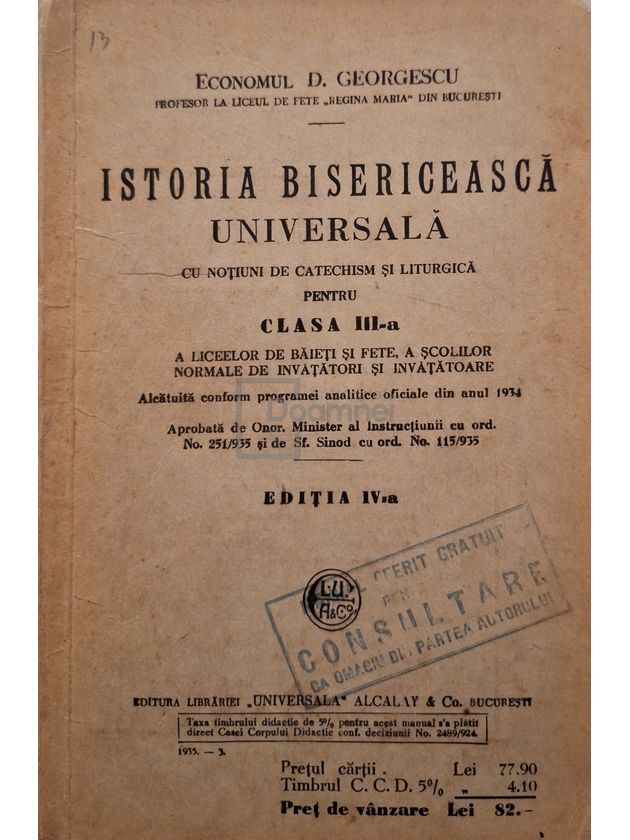 13
ECONOMUL D. GEORGESCU
PROFESOR LA LICEUL DE FETE „REGINA MARIA“ DIN BUCUREȘTI
ISTORIA BISERICEASCĂ
UNIVERSALĂ
CU NOȚIUNI DE CATECHISM ȘI LITURGICĂ
PENTRU
CLASA III-a
A LICEELOR DE BĂIEȚI ȘI FETE, A ȘCOLILOR
NORMALE DE INVĂȚĂTORI ȘI INVĂȚĂTOARE
Alcătuită conform programei analitice oficiale din anul 1934
Doamnei
Aprobată de Onor. Minister al Instrucțiunii cu ord.
No. 251/935 și de Sf. Sinod cu ord. No. 115/935
EDIȚIA IV-a
FERIT GRATUIT
PEN
CONSULTARE
CA OMAGIU DIN PARTEA AUTORULUI
L.U.
A&Co.
EDITURA LIBRĂRIEI „UNIVERSALA“ ALCALAY & Co. BUCUREȘTI
Taxa timbrului didactic de 5% pentru acest manual s'a plătit
direct Casei Corpului Didactic conf. deciziunii No. 2489/924.
1935. — 3.
Prețul cărții . Lei 77.90
Timbrul C. C. D. 5% „ 4.10
Preț de vânzare Lei 82.-